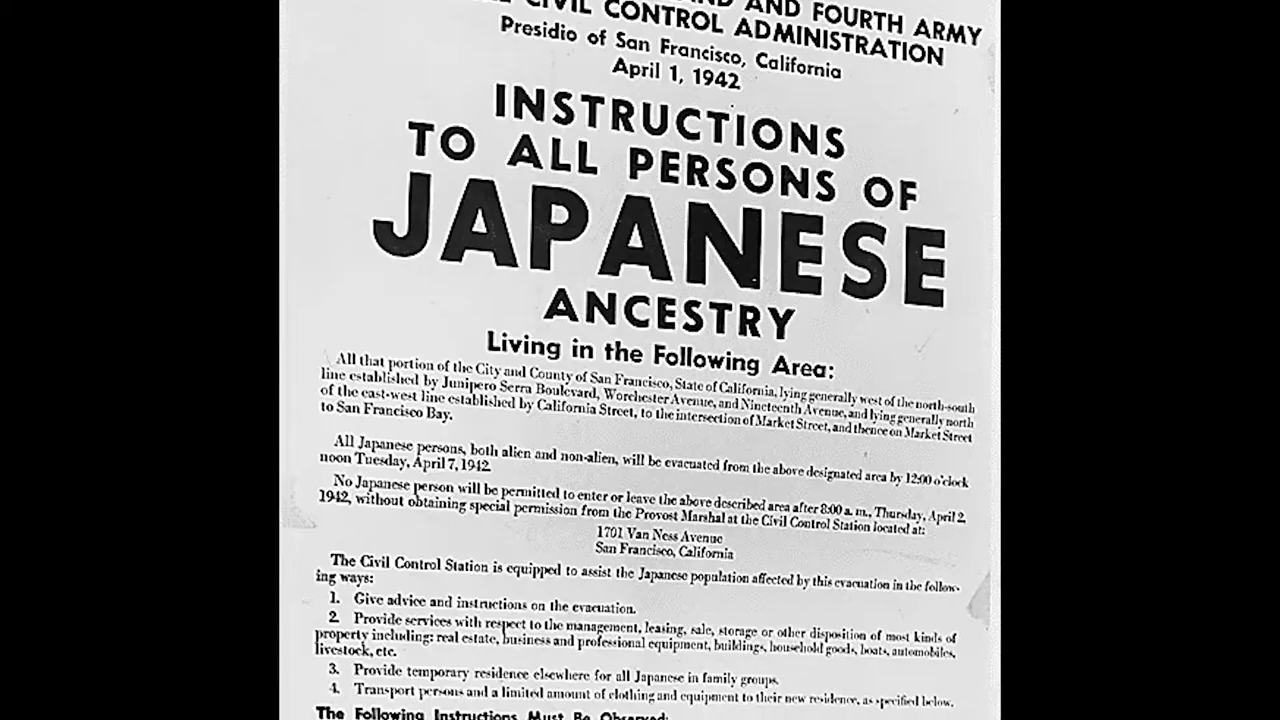 AND FOURTH ARMY
CIVIL CONTROL ADMINISTRATION
Presidio of San Francisco, California
April 1, 1942
INSTRUCTIONS
TO ALL PERSONS OF
JAPANESE
ANCESTRY
Living in the Following Area:
All that portion of the City and County of San Francisco, State of California, lying generally west of the north-south
line established by Junipero Serra Boulevard, Worchester Avenue, and Nineteenth Avenue, and lying generally north
of the east-west line established by California Street, to the intersection of Market Street, and thence on Market Street
to San Francisco Bay.
All Japanese persons, both alien and non-alien, will be evacuated from the above designated area by 12:00 o'clock
noon Tuesday, April 7, 1942.
No Japanese person will be permitted to enter or leave the above described area after 8:00 a. m., Thursday, April 2,
1942, without obtaining special permission from the Provost Marshal at the Civil Control Station located at:
1701 Van Ness Avenue
San Francisco, California
The Civil Control Station is equipped to assist the Japanese population affected by this evacuation in the follow-
ing ways:
1. Give advice and instructions on the evacuation.
2. Provide services with respect to the management, leasing, sale, storage or other disposition of most kinds of
property including: real estate, business and professional equipment, buildings, household goods, boats, automobiles,
livestock, etc.
3. Provide temporary residence elsewhere for all Japanese in family groups.
4. Transport persons and a limited amount of clothing and equipment to their new residence, as specified below.
The Following Instructions Must Be Observed: